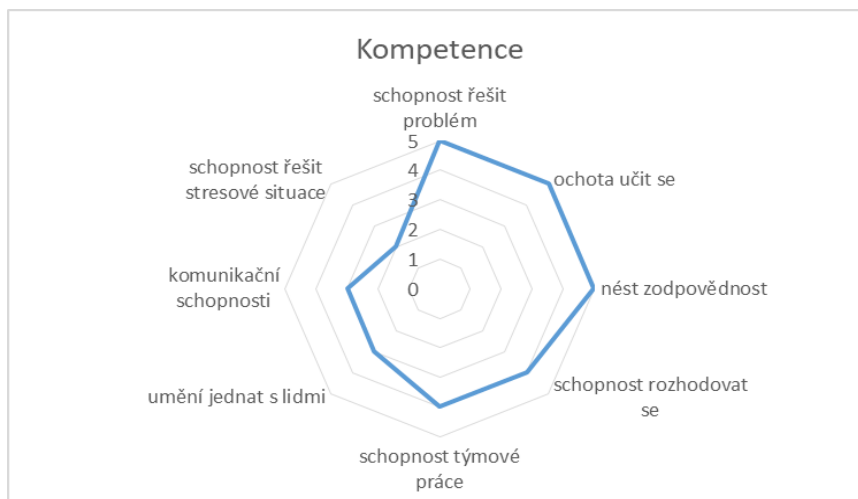 Kompetence
schopnost řešit
problém
5
4
3
2
1
0
ochota učit se
nést zodpovědnost
schopnost rozhodovat
se
schopnost týmové
práce
umění jednat s lidmi
komunikační
schopnosti
schopnost řešit
stresové situace